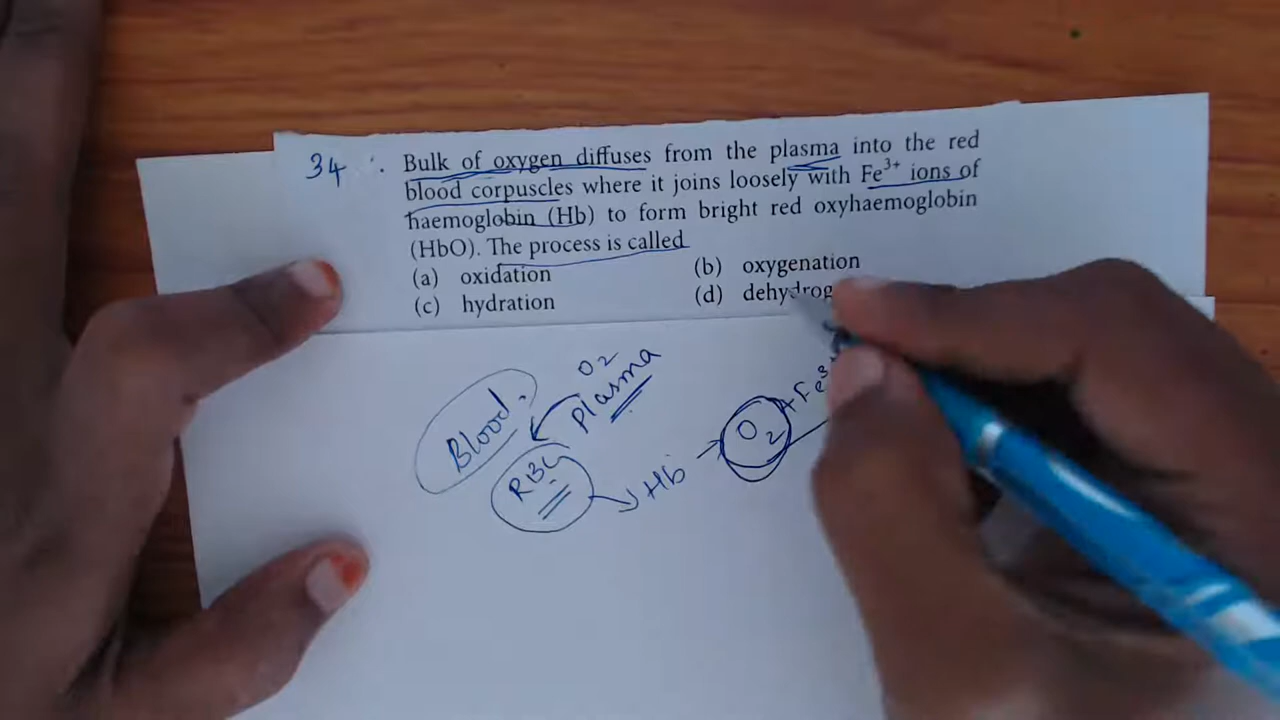 34. Bulk of oxygen diffuses from the plasma into the red
blood corpuscles where it joins loosely with Fe³⁺ ions of
haemoglobin (Hb) to form bright red oxyhaemoglobin
(HbO). The process is called
(a) oxidation (b) oxygenation
(c) hydration (d)
O2
Plasma
Blood.
RBC
Hb
O2 + Fe3+